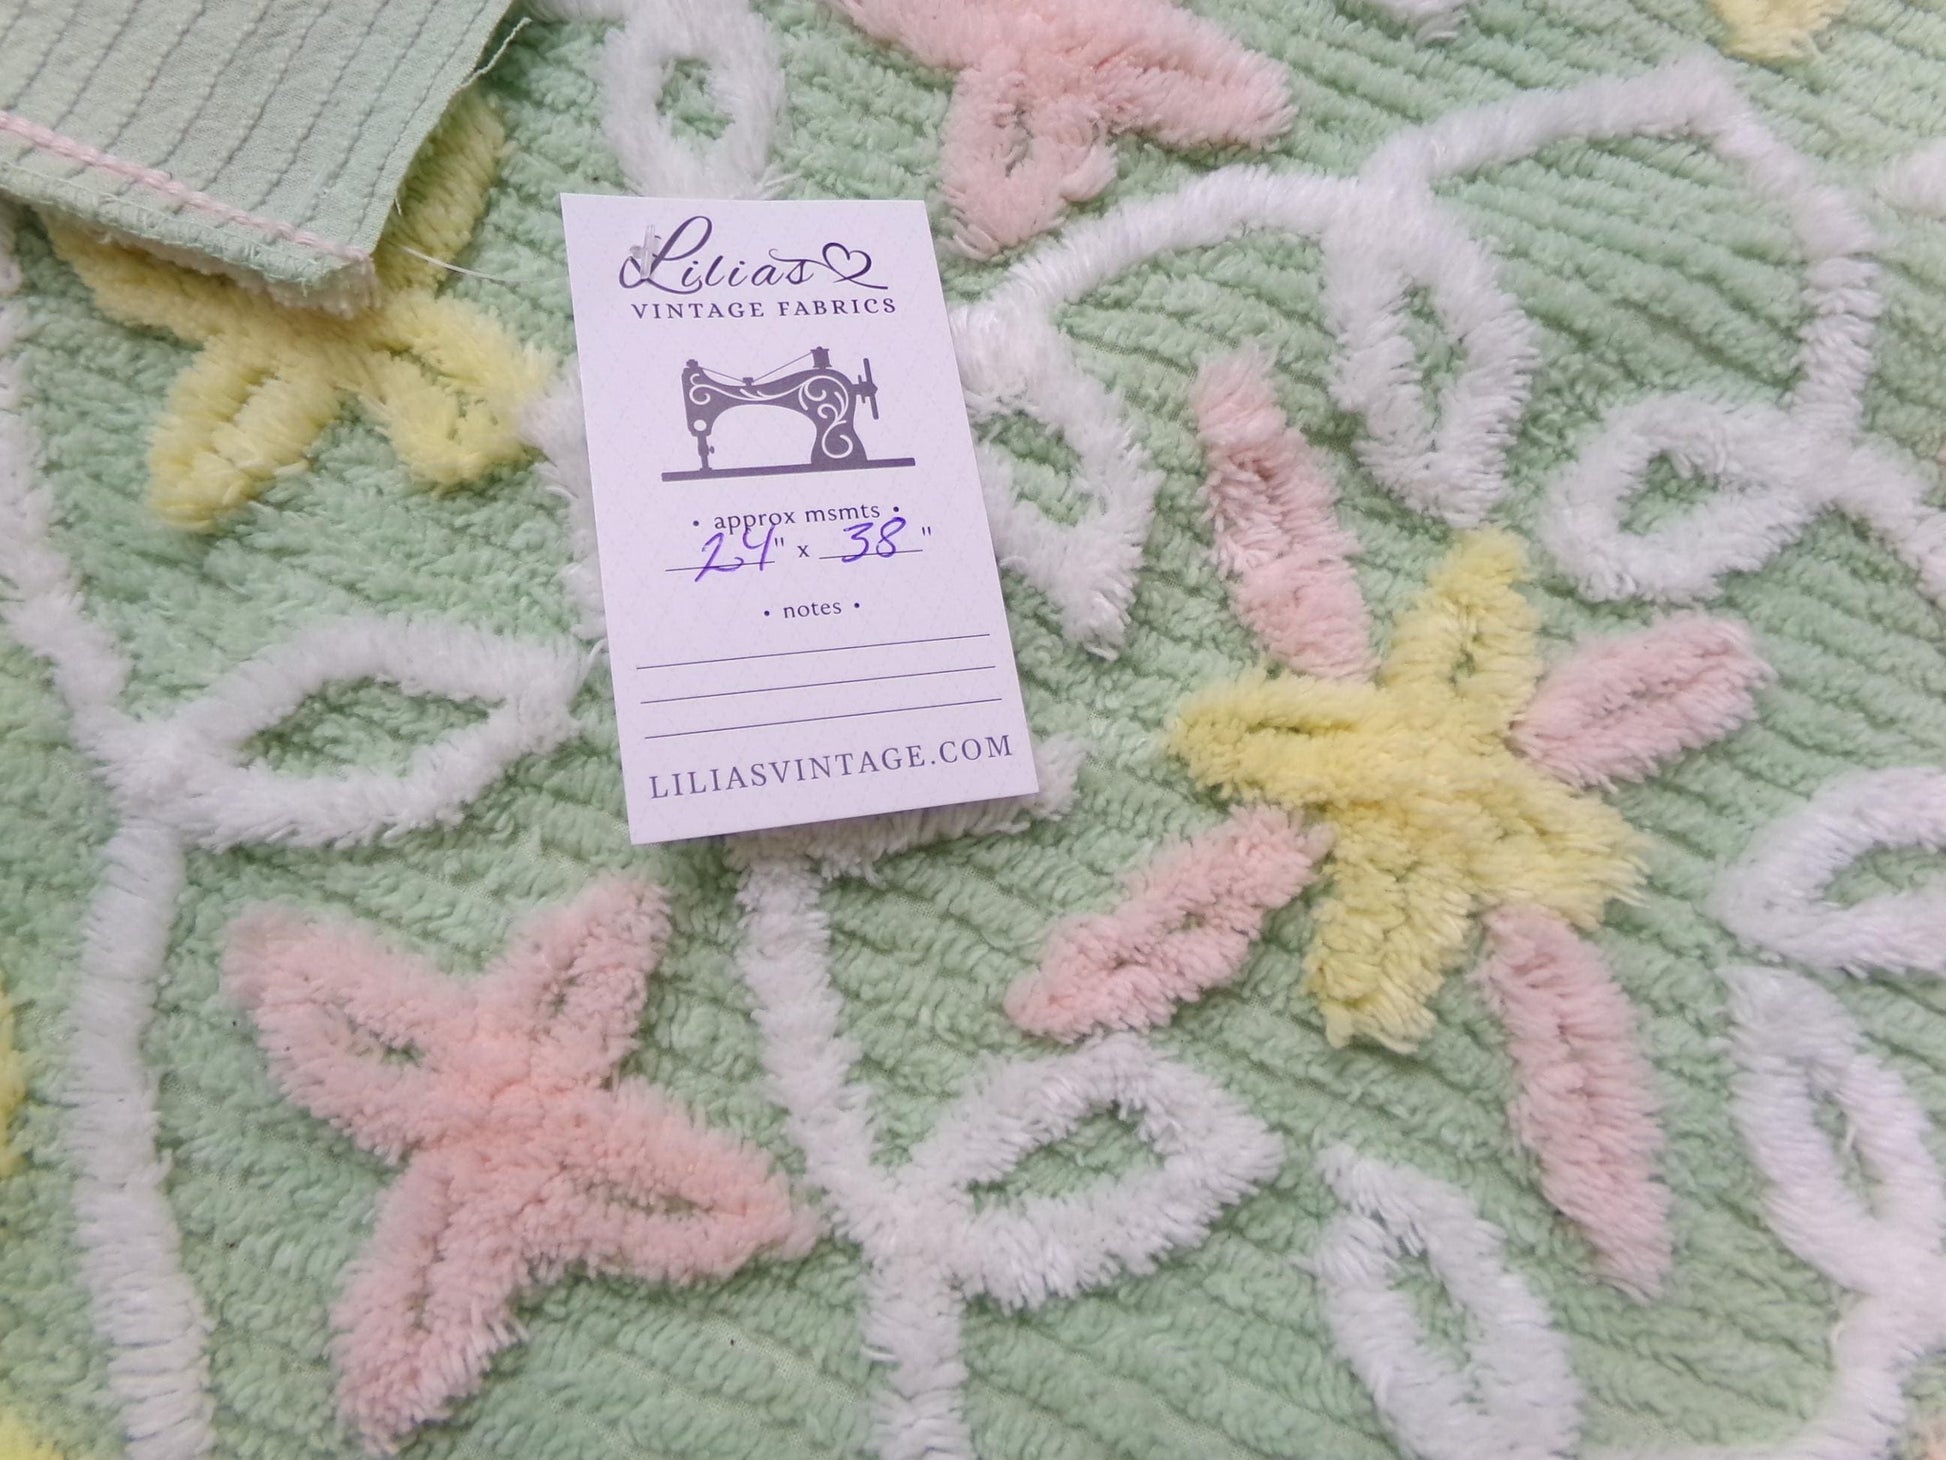 Lilias
VINTAGE FABRICS
• approx msmts •
24" x 38"
• notes •
LILIASVINTAGE.COM